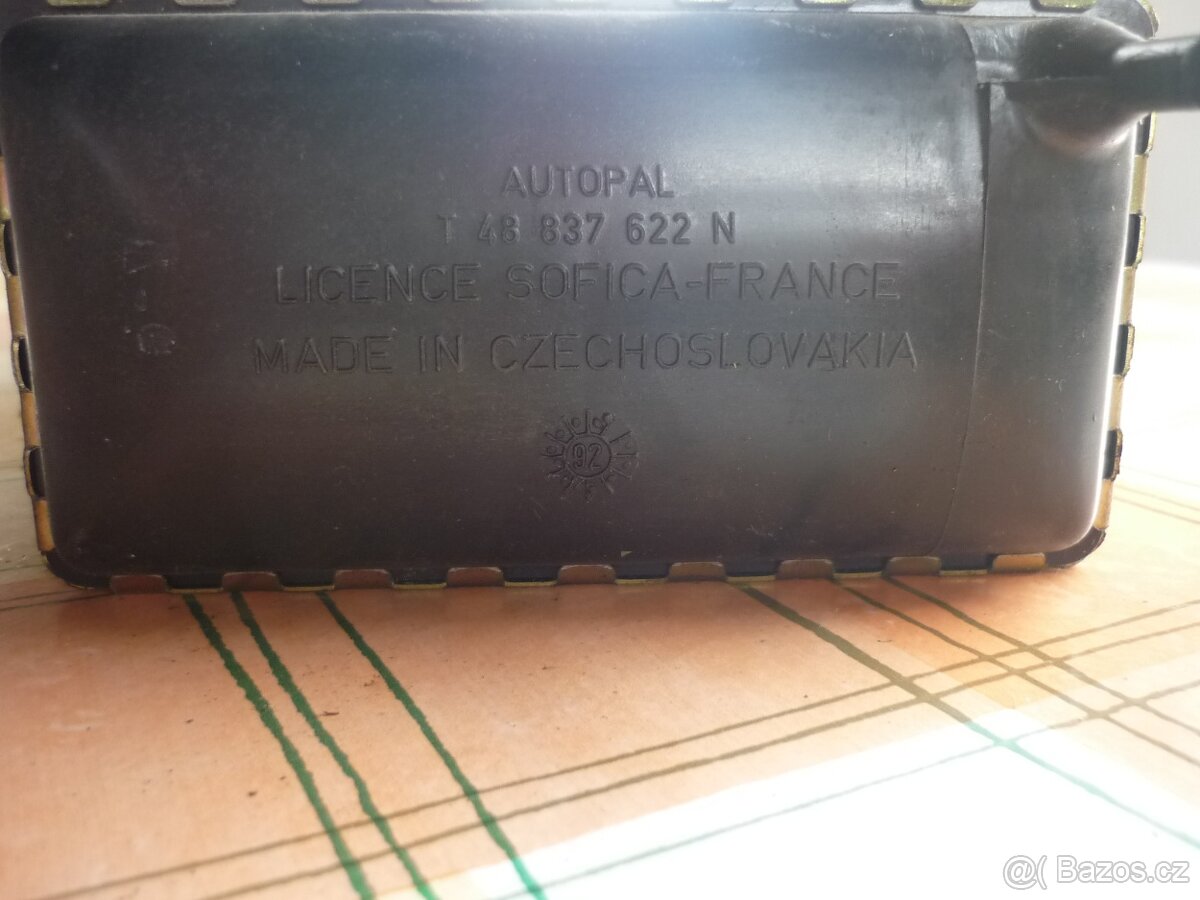 AUTOPAL
T 48 837 622 N
LICENCE SOFICA-FRANCE
MADE IN CZECHOSLOVAKIA
92
@( Bazos.cz